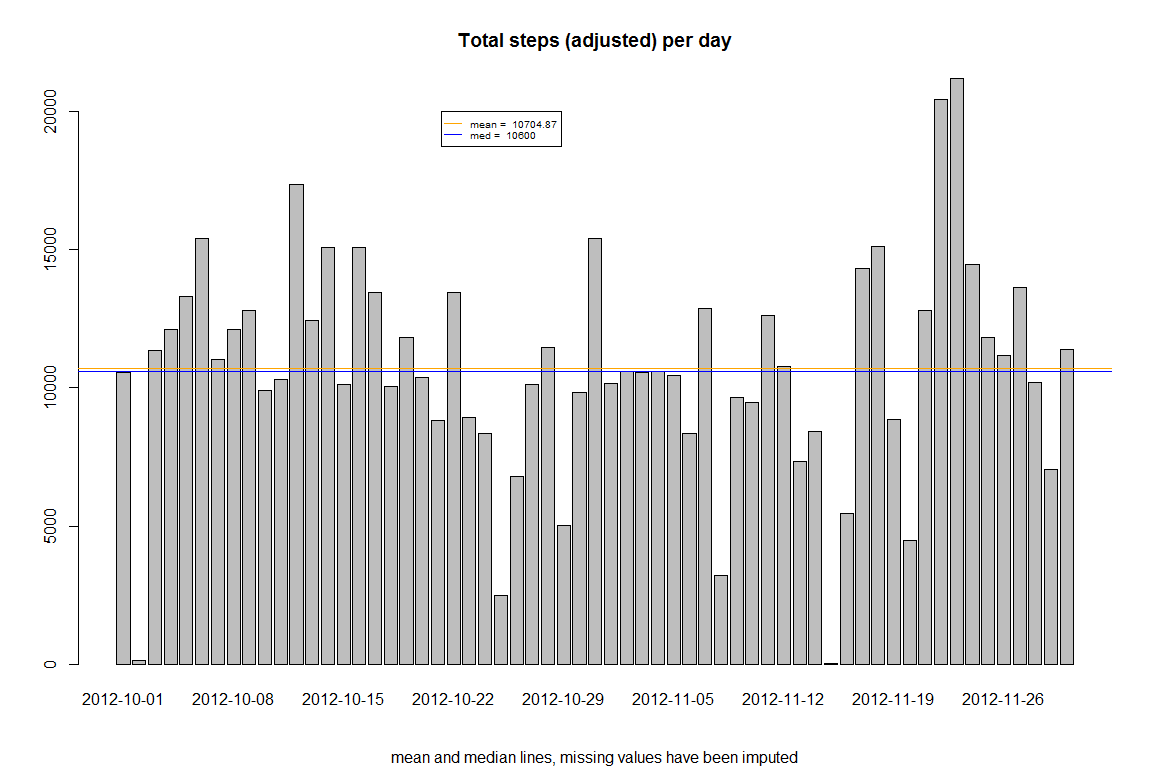 Total steps (adjusted) per day
20000
15000
10000
5000
0
mean = 10704.87
med = 10600
2012-10-01 2012-10-08 2012-10-15 2012-10-22 2012-10-29 2012-11-05 2012-11-12 2012-11-19 2012-11-26
mean and median lines, missing values have been imputed